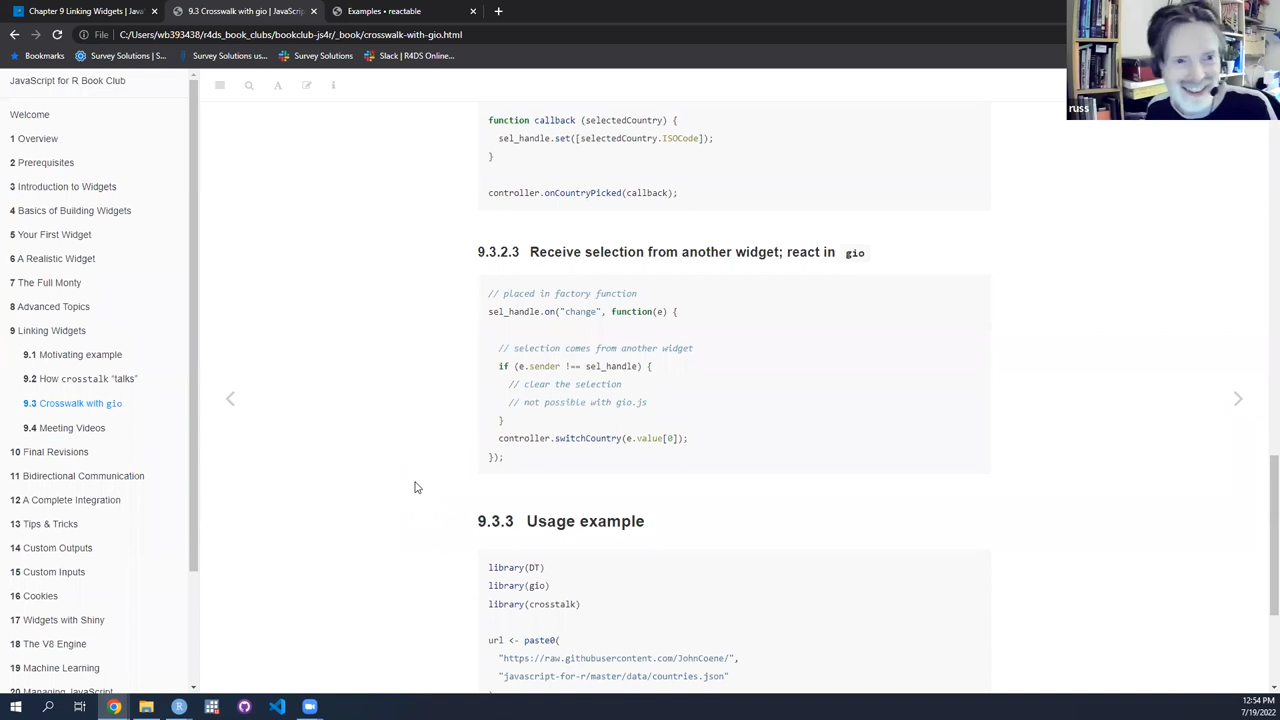 Chapter 9 Linking Widgets | Java
9.3 Crosswalk with gio | JavaScrip
Examples • reactable
C:/Users/wb393438/r4ds_book_clubs/bookclub-js4r/_book/crosswalk-with-gio.html
Bookmarks
Survey Solutions | S...
Survey Solutions us...
Survey Solutions
Slack | R4DS Online...
russ
JavaScript for R Book Club
Welcome
1 Overview
2 Prerequisites
3 Introduction to Widgets
4 Basics of Building Widgets
5 Your First Widget
6 A Realistic Widget
7 The Full Monty
8 Advanced Topics
9 Linking Widgets
9.1 Motivating example
9.2 How crosstalk “talks”
9.3 Crosswalk with gio
9.4 Meeting Videos
10 Final Revisions
11 Bidirectional Communication
12 A Complete Integration
13 Tips & Tricks
14 Custom Outputs
15 Custom Inputs
16 Cookies
17 Widgets with Shiny
18 The V8 Engine
19 Machine Learning
20 Managing JavaScript
function callback (selectedCountry) {
sel_handle.set([selectedCountry.ISOCode]);
}
controller.onCountryPicked(callback);
9.3.2.3 Receive selection from another widget; react in gio
// placed in factory function
sel_handle.on("change", function(e) {
// selection comes from another widget
if (e.sender !== sel_handle) {
// clear the selection
// not possible with gio.js
}
controller.switchCountry(e.value[0]);
});
9.3.3 Usage example
library(DT)
library(gio)
library(crosstalk)
url <- paste0(
"https://raw.githubusercontent.com/JohnCoene/",
"javascript-for-r/master/data/countries.json"
12:54 PM
7/19/2022